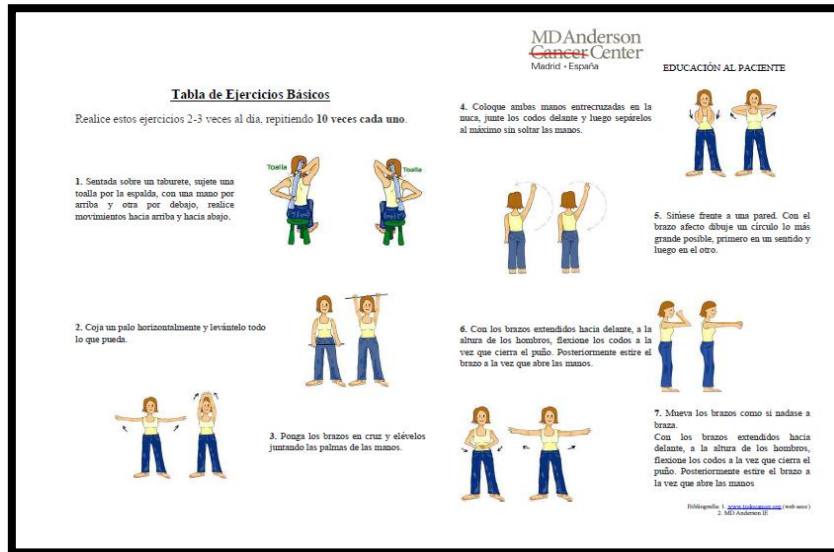 MD Anderson
Cancer Center
Madrid • España
EDUCACIÓN AL PACIENTE
Tabla de Ejercicios Básicos
Realice estos ejercicios 2-3 veces al día, repitiendo 10 veces cada uno.
1. Sentada sobre un taburete, sujete una
toalla por la espalda, con una mano por
arriba y otra por debajo, realice
movimientos hacia arriba y hacia abajo.
Toalla
Toalla
2. Coja un palo horizontalmente y levántelo todo
lo que pueda.
3. Ponga los brazos en cruz y elévelos
juntando las palmas de las manos.
4. Coloque ambas manos entrecruzadas en la
nuca, junte los codos delante y luego sepárelos
al máximo sin soltar las manos.
5. Sitúese frente a una pared. Con el
brazo afecto dibuje un círculo lo más
grande posible, primero en un sentido y
luego en el otro.
6. Con los brazos extendidos hacia delante, a la
altura de los hombros, flexione los codos a la
vez que cierra el puño. Posteriormente estire el
brazo a la vez que abre las manos.
7. Mueva los brazos como si nadase a
braza.
Con los brazos extendidos hacia
delante, a la altura de los hombros,
flexione los codos a la vez que cierra el
puño. Posteriormente estire el brazo a
la vez que abre las manos
Bibliografía: 1. www.todocancer.org (web aecc)
2. MD Anderson IE